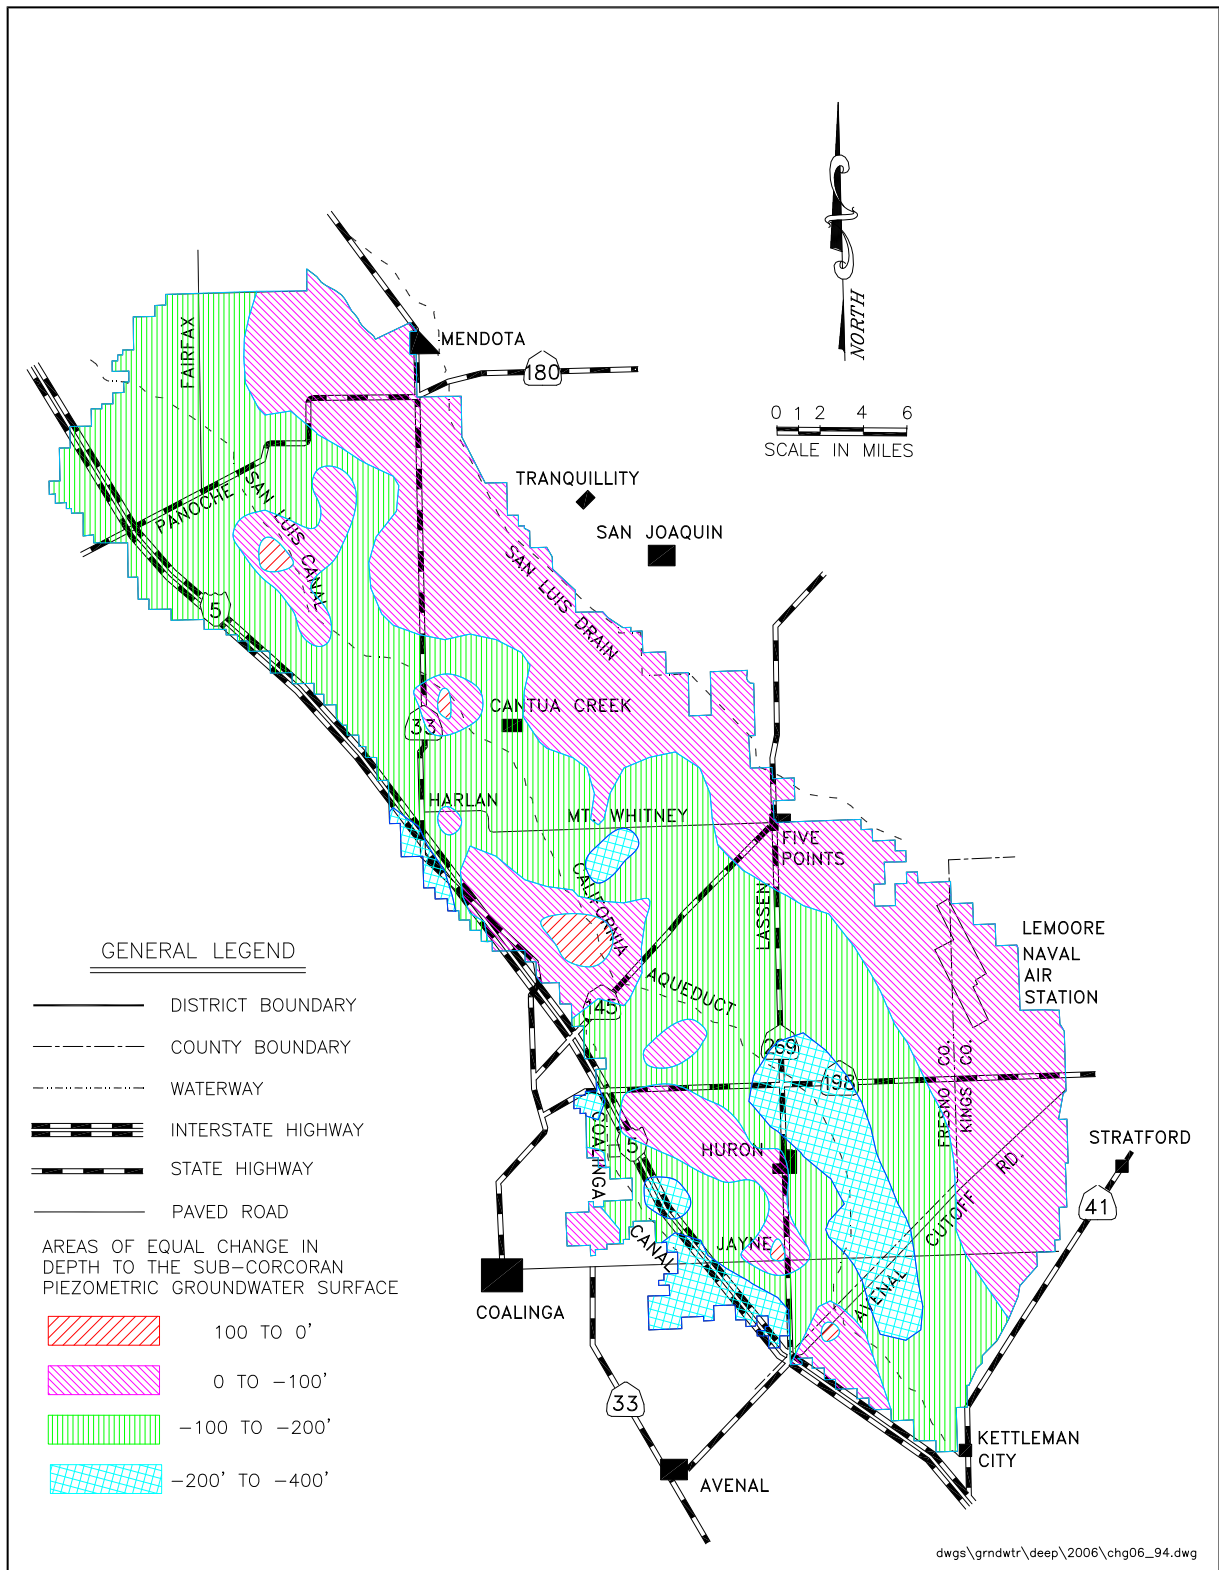 NORTH
MENDOTA
180
FAIRFAX
0 1 2 4 6
SCALE IN MILES
TRANQUILLITY
SAN JOAQUIN
PANOCHE
SAN LUIS CANAL
SAN LUIS DRAIN
5
CANTUA CREEK
33
HARLAN
MT. WHITNEY
FIVE
POINTS
CALIFORNIA
AQUEDUCT
LASSEN
LEMOORE
NAVAL
AIR
STATION
145
269
198
FRESNO CO.
KINGS CO.
COALINGA
CANAL
5
HURON
STRATFORD
41
JAYNE
AVENAL
CUTOFF
RD
COALINGA
33
KETTLEMAN
CITY
AVENAL
GENERAL LEGEND
DISTRICT BOUNDARY
COUNTY BOUNDARY
WATERWAY
INTERSTATE HIGHWAY
STATE HIGHWAY
PAVED ROAD
AREAS OF EQUAL CHANGE IN
DEPTH TO THE SUB-CORCORAN
PIEZOMETRIC GROUNDWATER SURFACE
100 TO 0'
0 TO -100'
-100 TO -200'
-200' TO -400'
dwgs\grndwtr\deep\2006\chg06_94.dwg